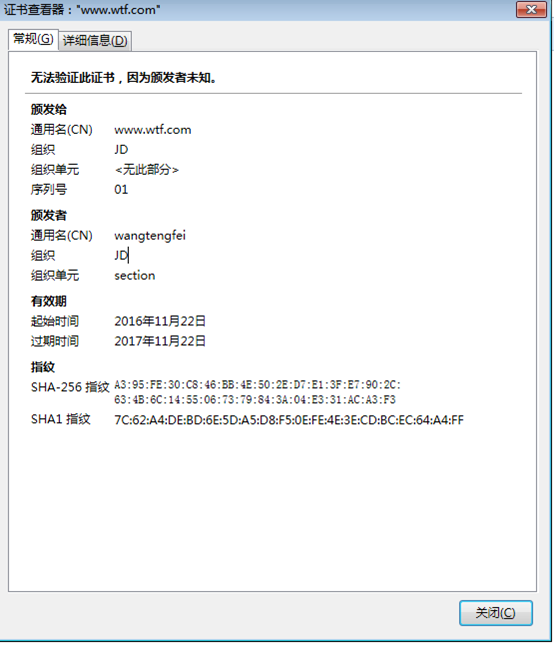 证书查看器："www.wtf.com"
常规(G) 详细信息(D)
无法验证此证书，因为颁发者未知。
颁发给
通用名(CN) www.wtf.com
组织 JD
组织单元 <无此部分>
序列号 01
颁发者
通用名(CN) wangtengfei
组织 JD
组织单元 section
有效期
起始时间 2016年11月22日
过期时间 2017年11月22日
指纹
SHA-256 指纹 A3:95:FE:30:C8:46:BB:4E:50:2E:D7:E1:3F:E7:90:2C:
63:4B:6C:14:55:06:73:79:84:3A:04:E3:31:AC:A3:F3
SHA1 指纹 7C:62:A4:DE:BD:6E:5D:A5:D8:F5:0E:FE:4E:3E:CD:BC:EC:64:A4:FF
关闭(C)